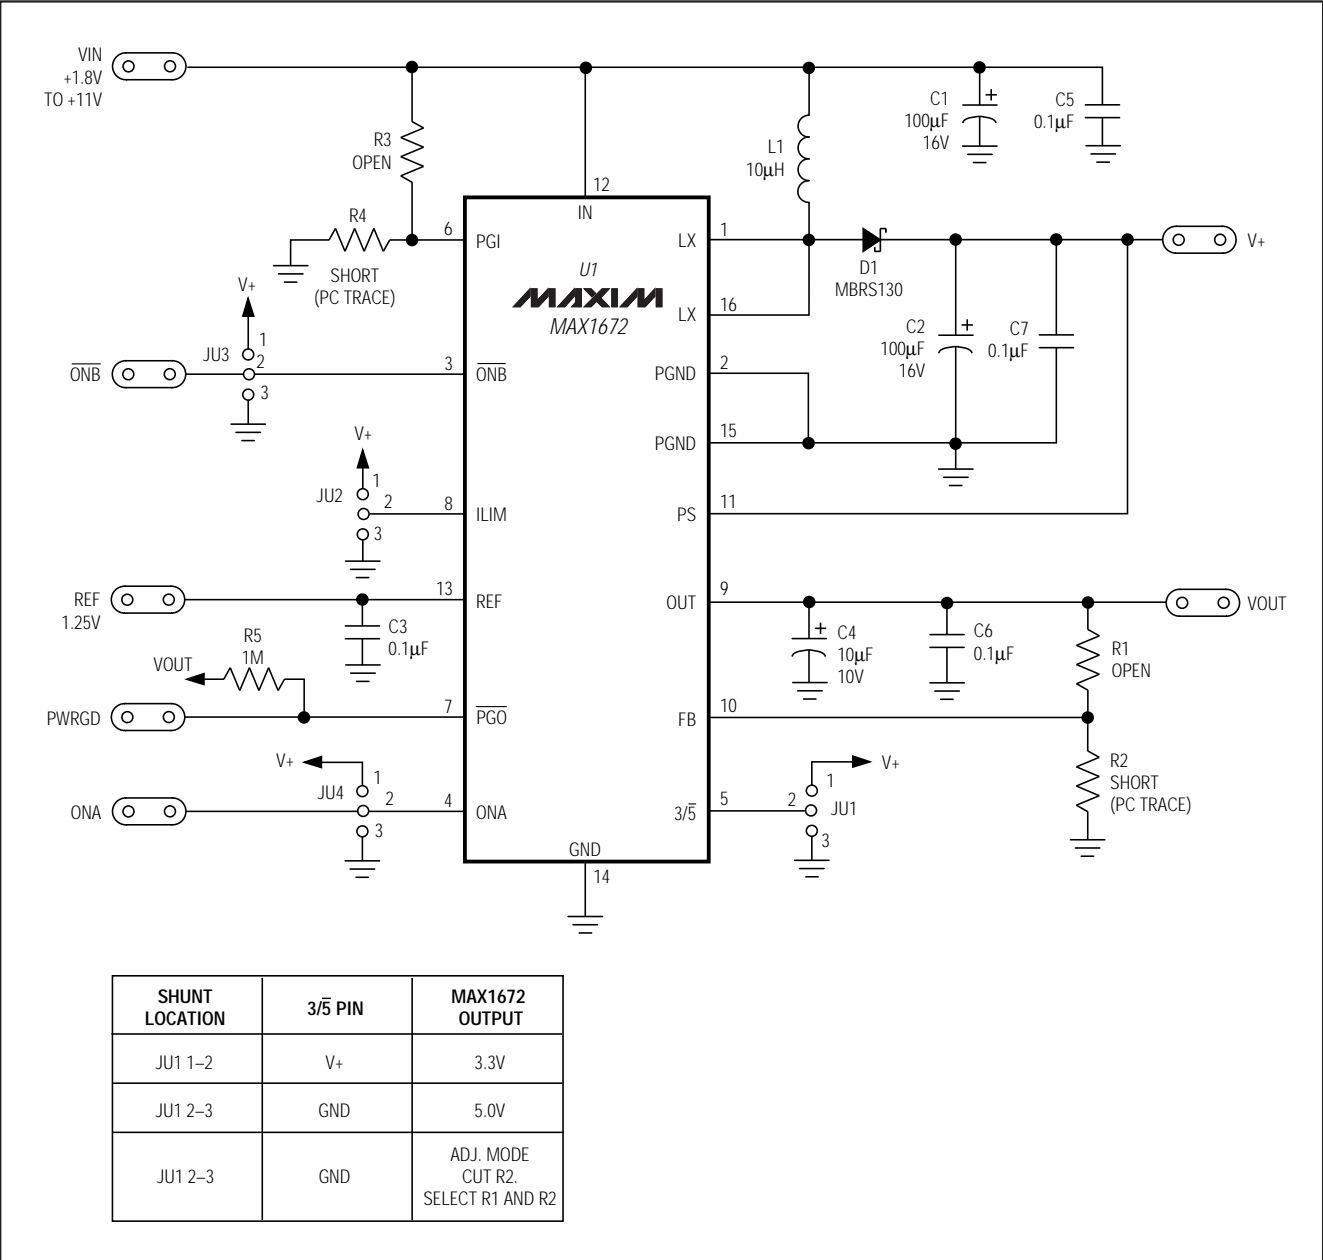 VIN
+1.8V
TO +11V
R3
OPEN
C1
100µF
16V
C5
0.1µF
L1
10µH
12
IN
R4
SHORT
(PC TRACE)
6
PGI
U1
MAXIM
MAX1672
LX
1
D1
MBRS130
V+
LX
16
C2
100µF
16V
C7
0.1µF
V+
JU3
1
2
3
O̅N̅B̅
3
O̅N̅B̅
PGND
2
PGND
15
V+
JU2
1
2
3
8
ILIM
PS
11
REF
1.25V
13
REF
C3
0.1µF
OUT
9
VOUT
C4
10µF
10V
C6
0.1µF
R1
OPEN
R5
1M
VOUT
PWRGD
7
P̅G̅O̅
FB
10
R2
SHORT
(PC TRACE)
V+
JU4
1
2
3
ONA
4
ONA
3/5̅
5
V+
1
2
3
JU1
GND
14
SHUNT LOCATION
3/5̅ PIN
MAX1672 OUTPUT
JU1 1–2
V+
3.3V
JU1 2–3
GND
5.0V
JU1 2–3
GND
ADJ. MODE
CUT R2.
SELECT R1 AND R2